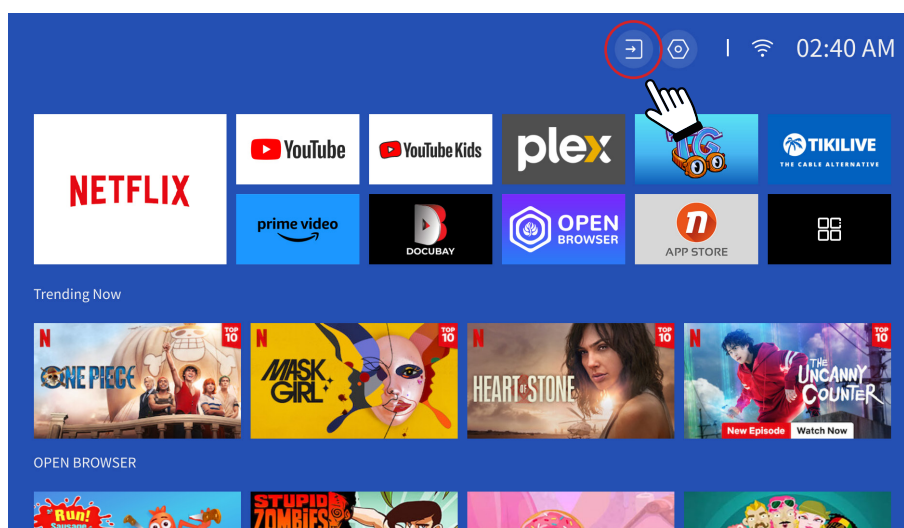 02:40 AM
NETFLIX
YouTube
YouTube Kids
plex
TG
TIKILIVE
THE CABLE ALTERNATIVE
prime video
DOCUBAY
OPEN
BROWSER
APP STORE
Trending Now
N
TOP
10
ONE PIECE
N
TOP
10
MASK
GIRL
N
TOP
10
HEART OF STONE
N
TOP
10
THE
UNCANNY
COUNTER
New Episode
Watch Now
OPEN BROWSER
Run!
Sausage
STUPID
ZOMBIES